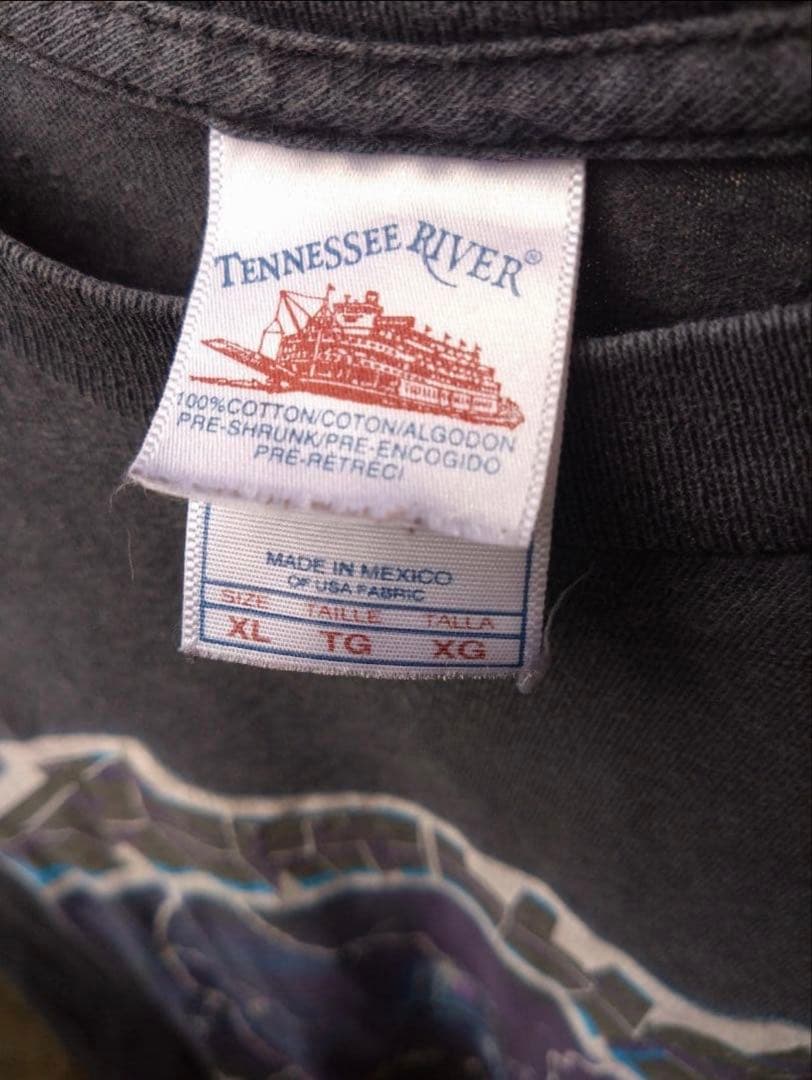 TENNESSEE RIVER®
100%COTTON/COTON/ALGODON
PRE-SHRUNK/PRE-ENCOGIDO
PRÉ-RÉTRÉCI
MADE IN MEXICO
OF USA FABRIC
SIZE TAILLE TALLA
XL TG XG